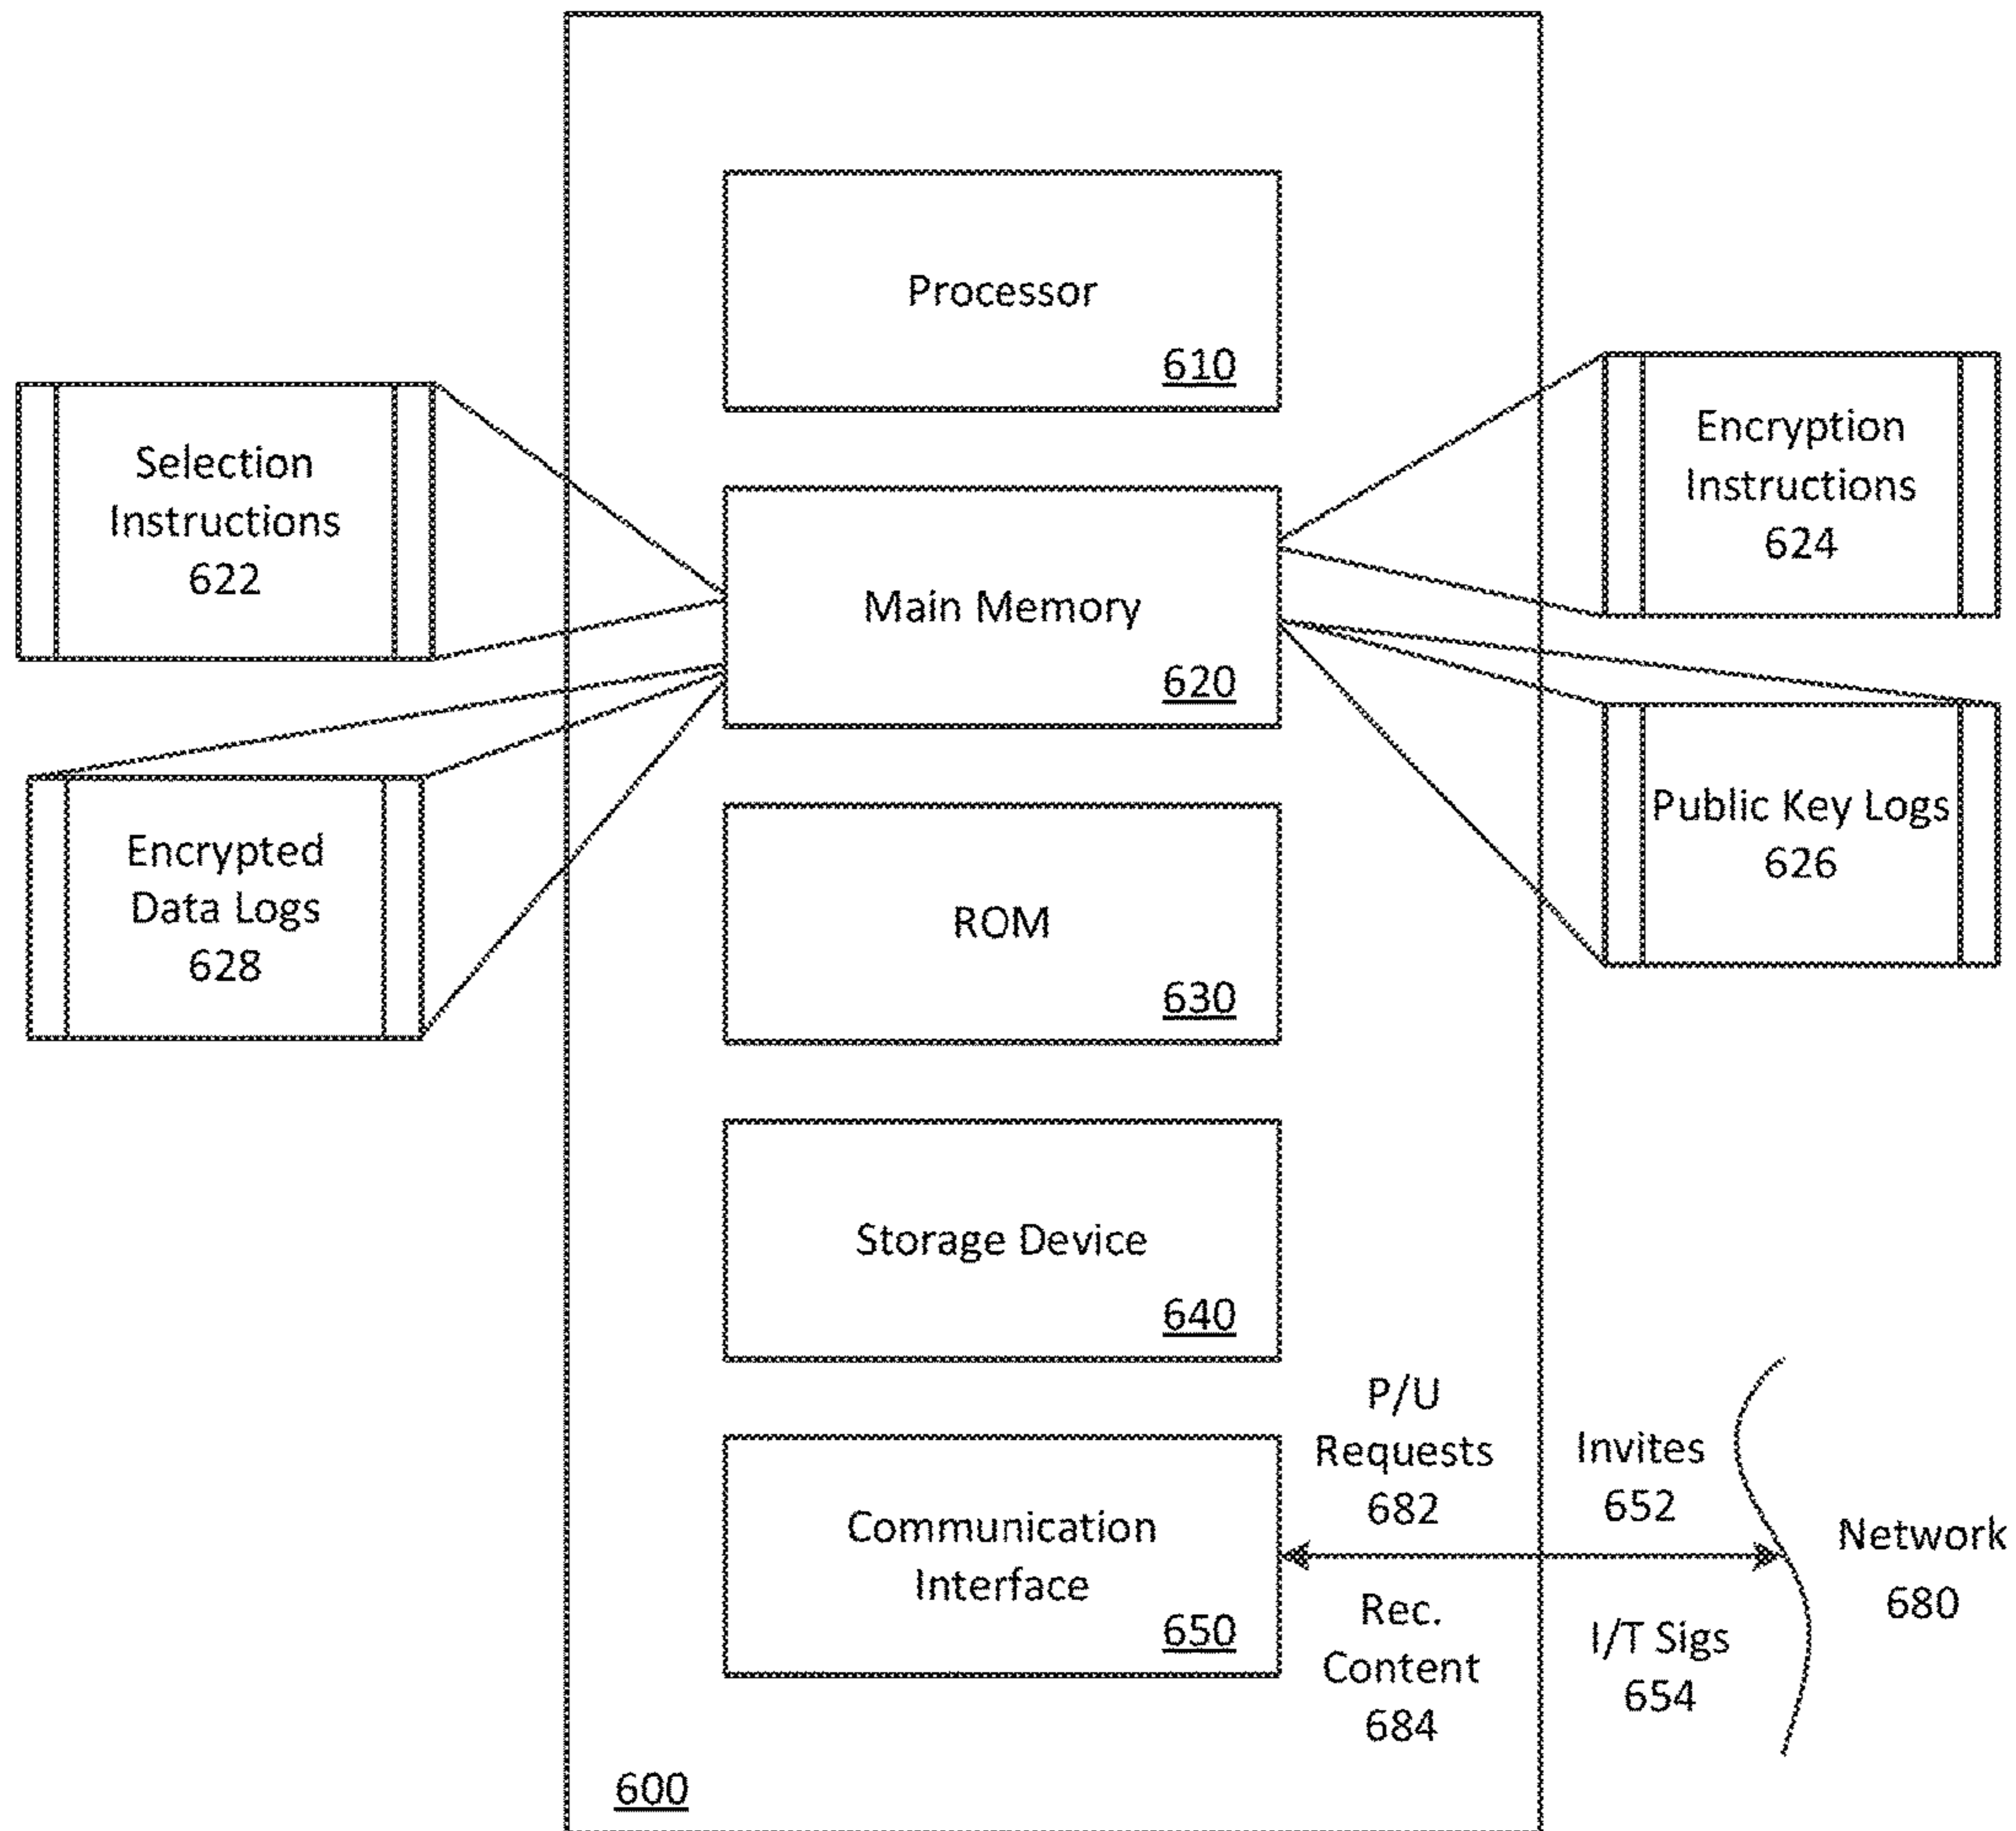 Processor
610
Selection
Instructions
622
Encryption
Instructions
624
Main Memory
620
Encrypted
Data Logs
628
Public Key Logs
626
ROM
630
Storage Device
640
Communication
Interface
650
P/U
Requests
682
Rec.
Content
684
Invites
652
I/T Sigs
654
Network
680
600